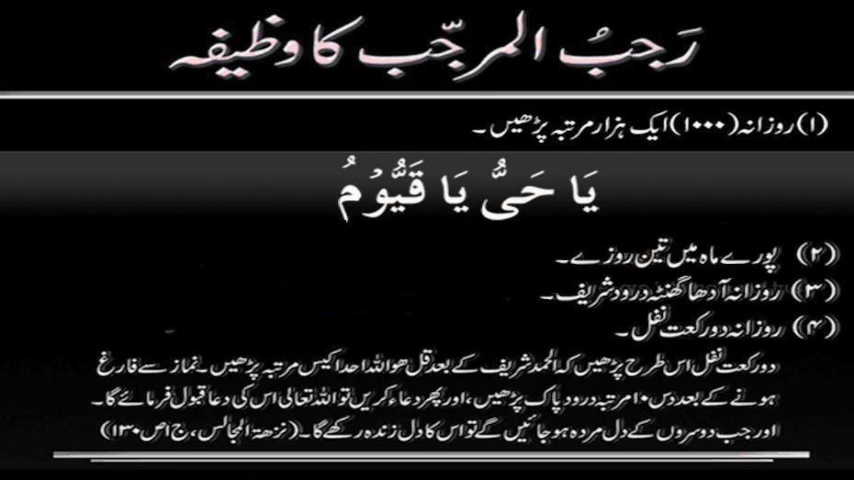 رَجبُ المرجّب کا وظیفہ
(۱) روزانہ (۱۰۰۰) ایک ہزار مرتبہ پڑھیں۔
يَا حَىُّ يَا قَيُّوۡمُ
(۲) پورے ماہ میں تین روزے۔
(۳) روزانہ آدھا گھنٹہ درود شریف۔
(۴) روزانہ دو رکعت نفل۔
دو رکعت نفل اس طرح پڑھیں کہ الحمد شریف کے بعد قل ھو اللہ احد اکیس مرتبہ پڑھیں۔ نماز سے فارغ
ہونے کے بعد دس ۱۰ مرتبہ درود پاک پڑھیں، اور پھر دعاء کریں تو اللہ تعالی اس کی دعا قبول فرمائے گا۔
اور جب دوسروں کے دل مردہ ہو جائیں گے تو اس کا دل زندہ رکھے گا۔ (نزھۃ المجالس، ج ۱ ص ۱۳۰)